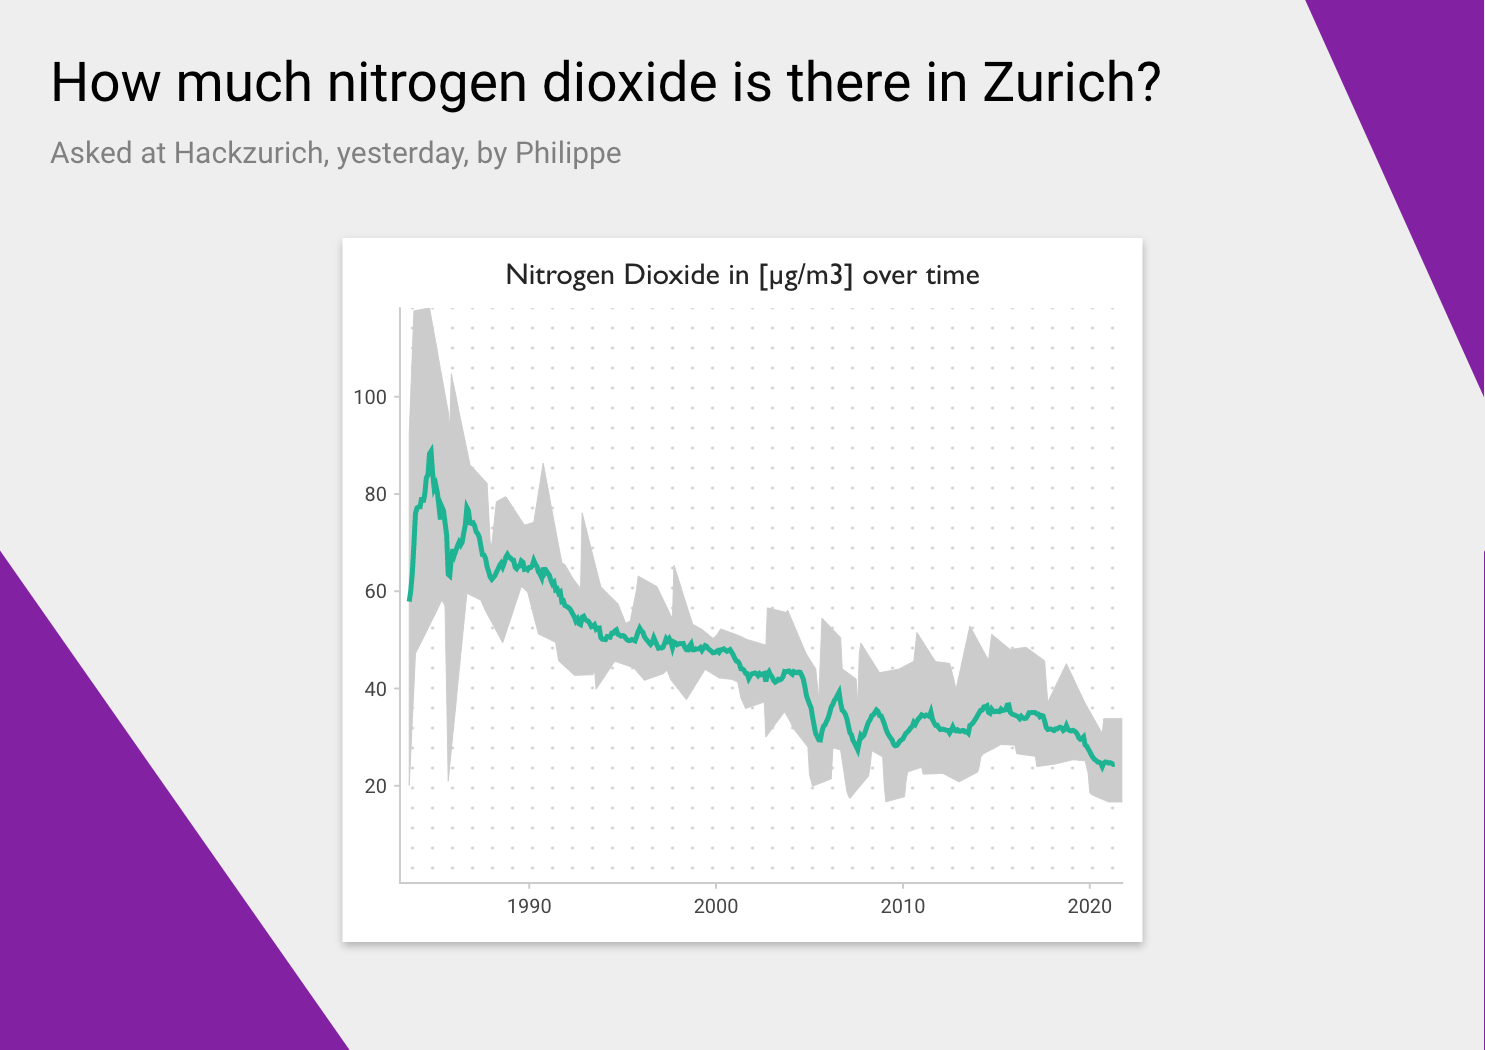 How much nitrogen dioxide is there in Zurich?
Asked at Hackzurich, yesterday, by Philippe
Nitrogen Dioxide in [µg/m3] over time
100
80
60
40
20
1990 2000 2010 2020